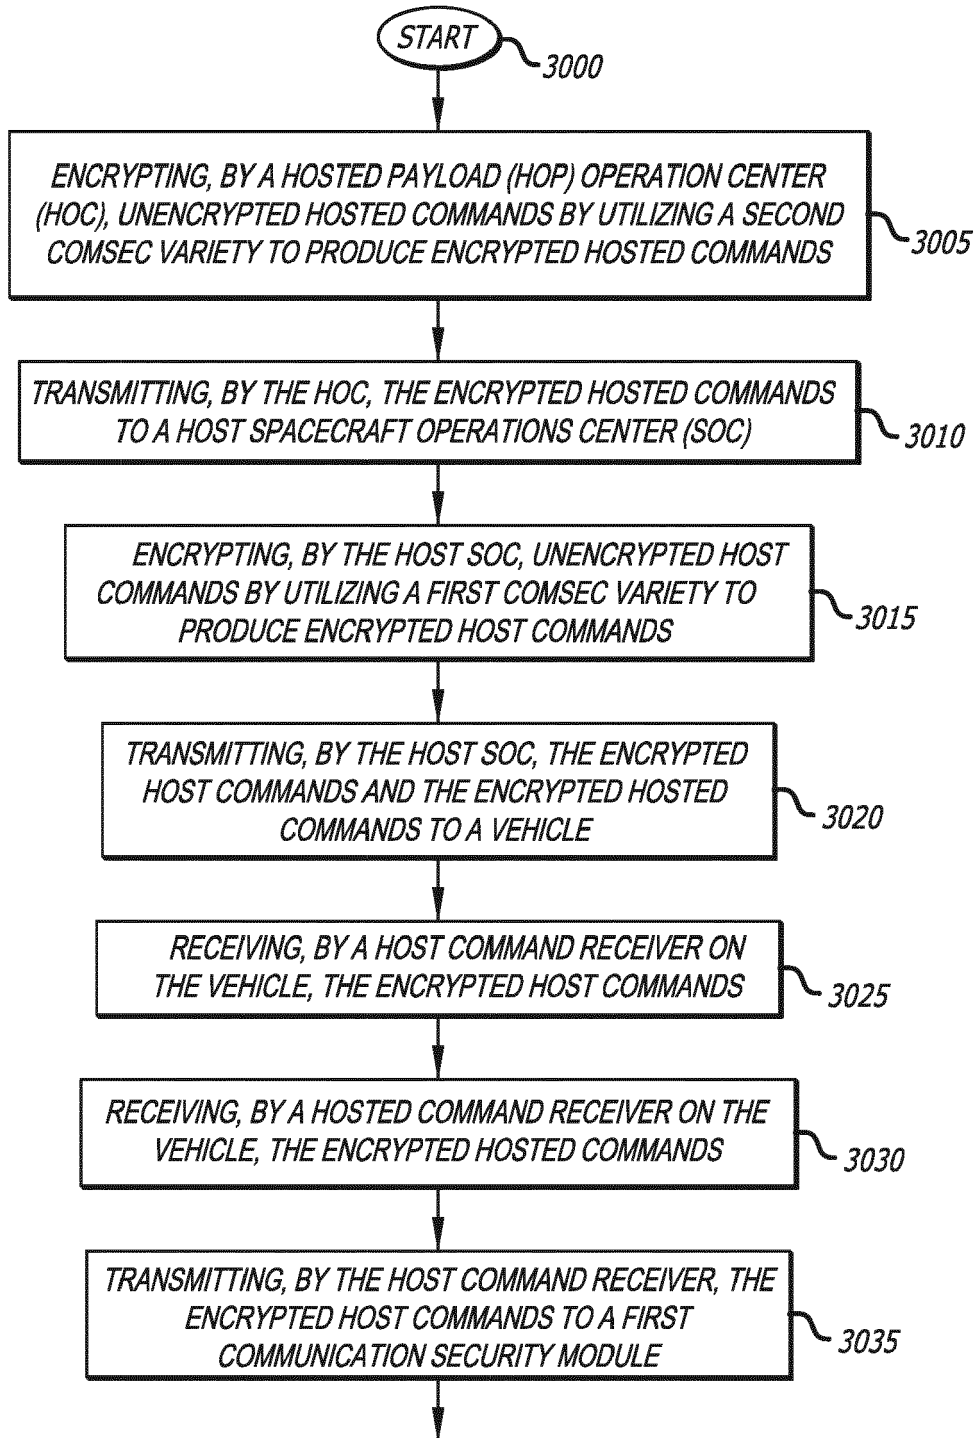 START
3000
ENCRYPTING, BY A HOSTED PAYLOAD (HOP) OPERATION CENTER
(HOC), UNENCRYPTED HOSTED COMMANDS BY UTILIZING A SECOND
COMSEC VARIETY TO PRODUCE ENCRYPTED HOSTED COMMANDS
3005
TRANSMITTING, BY THE HOC, THE ENCRYPTED HOSTED COMMANDS
TO A HOST SPACECRAFT OPERATIONS CENTER (SOC)
3010
ENCRYPTING, BY THE HOST SOC, UNENCRYPTED HOST
COMMANDS BY UTILIZING A FIRST COMSEC VARIETY TO
PRODUCE ENCRYPTED HOST COMMANDS
3015
TRANSMITTING, BY THE HOST SOC, THE ENCRYPTED
HOST COMMANDS AND THE ENCRYPTED HOSTED
COMMANDS TO A VEHICLE
3020
RECEIVING, BY A HOST COMMAND RECEIVER ON
THE VEHICLE, THE ENCRYPTED HOST COMMANDS
3025
RECEIVING, BY A HOSTED COMMAND RECEIVER ON THE
VEHICLE, THE ENCRYPTED HOSTED COMMANDS
3030
TRANSMITTING, BY THE HOST COMMAND RECEIVER, THE
ENCRYPTED HOST COMMANDS TO A FIRST
COMMUNICATION SECURITY MODULE
3035